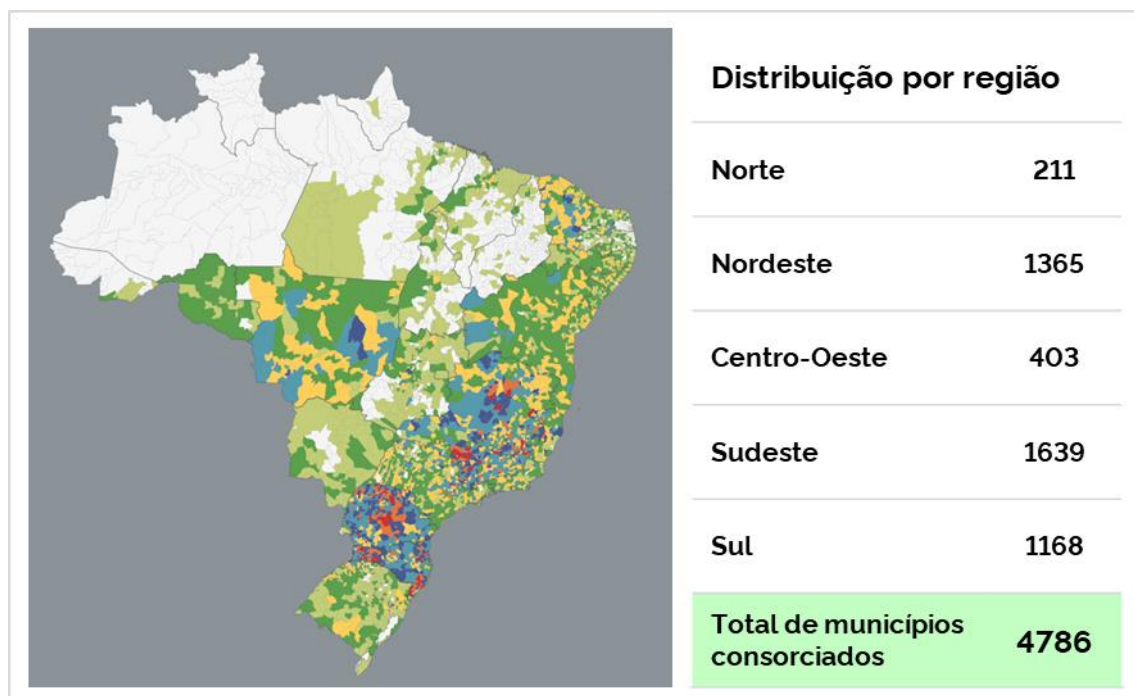 Distribuição por região
Norte 211
Nordeste 1365
Centro-Oeste 403
Sudeste 1639
Sul 1168
Total de municípios
consorciados 4786